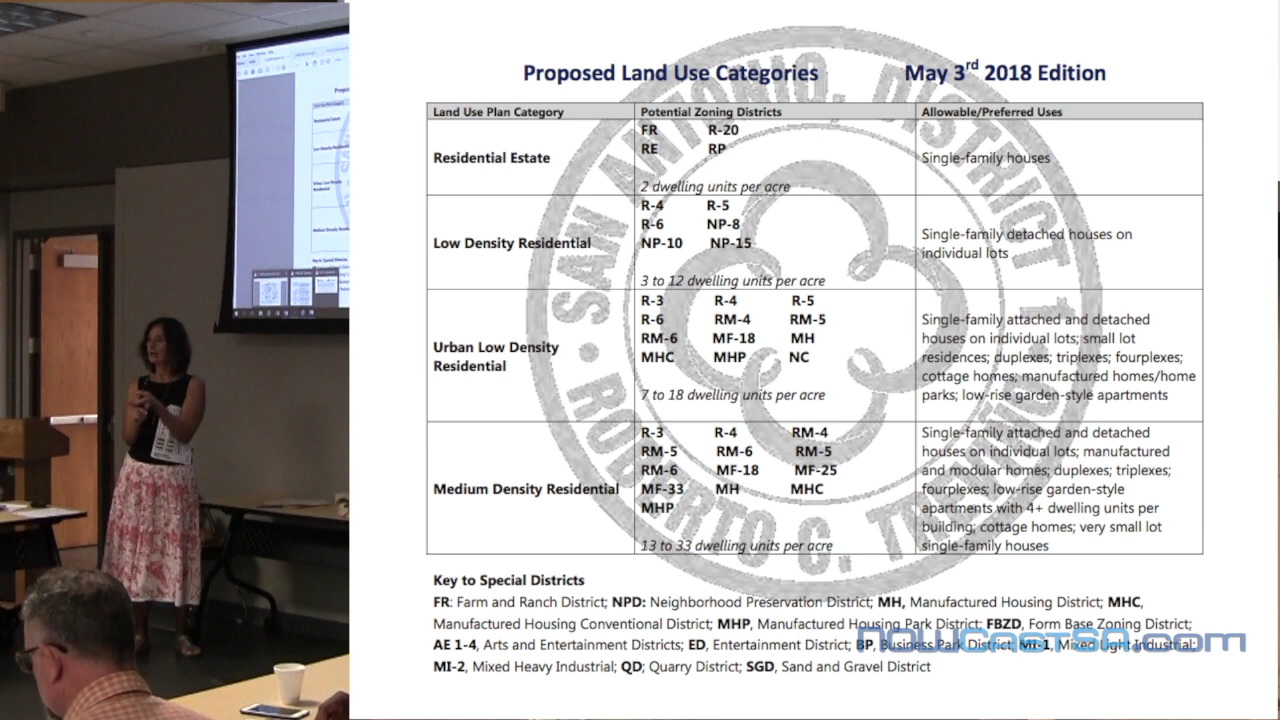 Proposed Land Use Categories May 3rd 2018 Edition
Land Use Plan Category Potential Zoning Districts Allowable/Preferred Uses
Residential Estate
FR R-20
RE RP
2 dwelling units per acre
Single-family houses
Low Density Residential
R-4 R-5
R-6 NP-8
NP-10 NP-15
3 to 12 dwelling units per acre
Single-family detached houses on
individual lots
Urban Low Density
Residential
R-3 R-4 R-5
R-6 RM-4 RM-5
RM-6 MF-18 MH
MHC MHP NC
7 to 18 dwelling units per acre
Single-family attached and detached
houses on individual lots; small lot
residences; duplexes; triplexes; fourplexes;
cottage homes; manufactured homes/home
parks; low-rise garden-style apartments
Medium Density Residential
R-3 R-4 RM-4
RM-5 RM-6 RM-5
RM-6 MF-18 MF-25
MF-33 MH MHC
MHP
13 to 33 dwelling units per acre
Single-family attached and detached
houses on individual lots; manufactured
and modular homes; duplexes; triplexes;
fourplexes; low-rise garden-style
apartments with 4+ dwelling units per
building; cottage homes; very small lot
single-family houses
Key to Special Districts
FR: Farm and Ranch District; NPD: Neighborhood Preservation District; MH, Manufactured Housing District; MHC,
Manufactured Housing Conventional District; MHP, Manufactured Housing Park District; FBZD, Form Base Zoning District;
AE 1-4, Arts and Entertainment Districts; ED, Entertainment District; BP, Business Park District; MI-1, Mixed Light Industrial;
MI-2, Mixed Heavy Industrial; QD; Quarry District; SGD, Sand and Gravel District
SAN ANTONIO, DISTRICT 1
ROBERTO C. TREVIÑO
nowCastSA.com